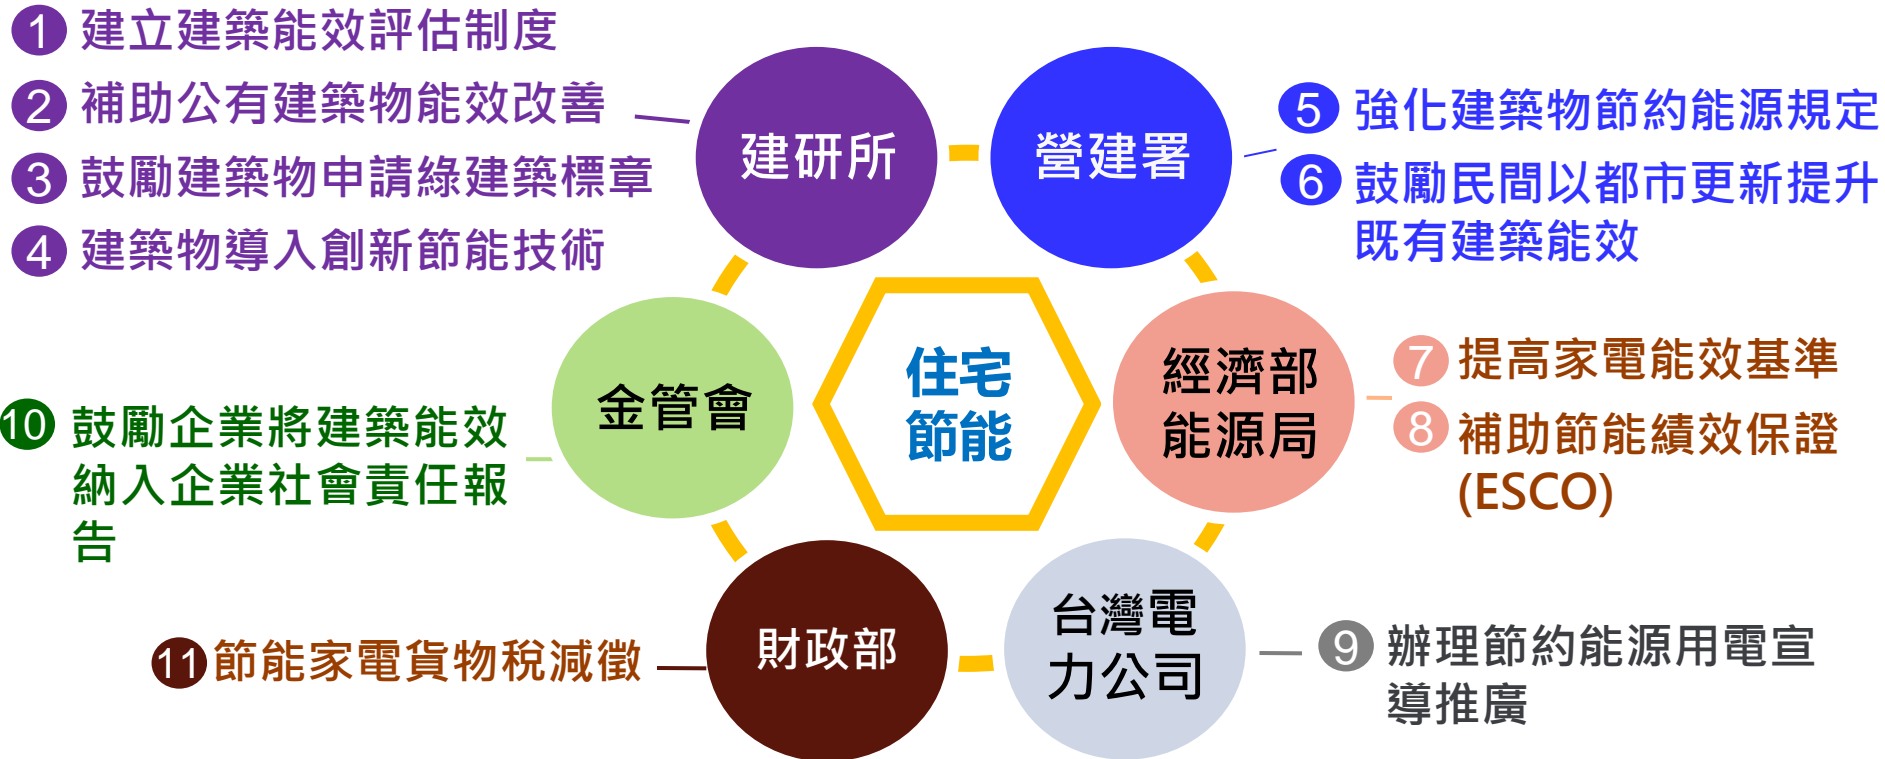 1 建立建築能效評估制度
2 補助公有建築物能效改善
3 鼓勵建築物申請綠建築標章
4 建築物導入創新節能技術
建研所
營建署
5 強化建築物節約能源規定
6 鼓勵民間以都市更新提升
既有建築能效
金管會
住宅
節能
經濟部
能源局
7 提高家電能效基準
8 補助節能績效保證
(ESCO)
10 鼓勵企業將建築能效
納入企業社會責任報
告
11 節能家電貨物稅減徵
財政部
台灣電
力公司
9 辦理節約能源用電宣
導推廣